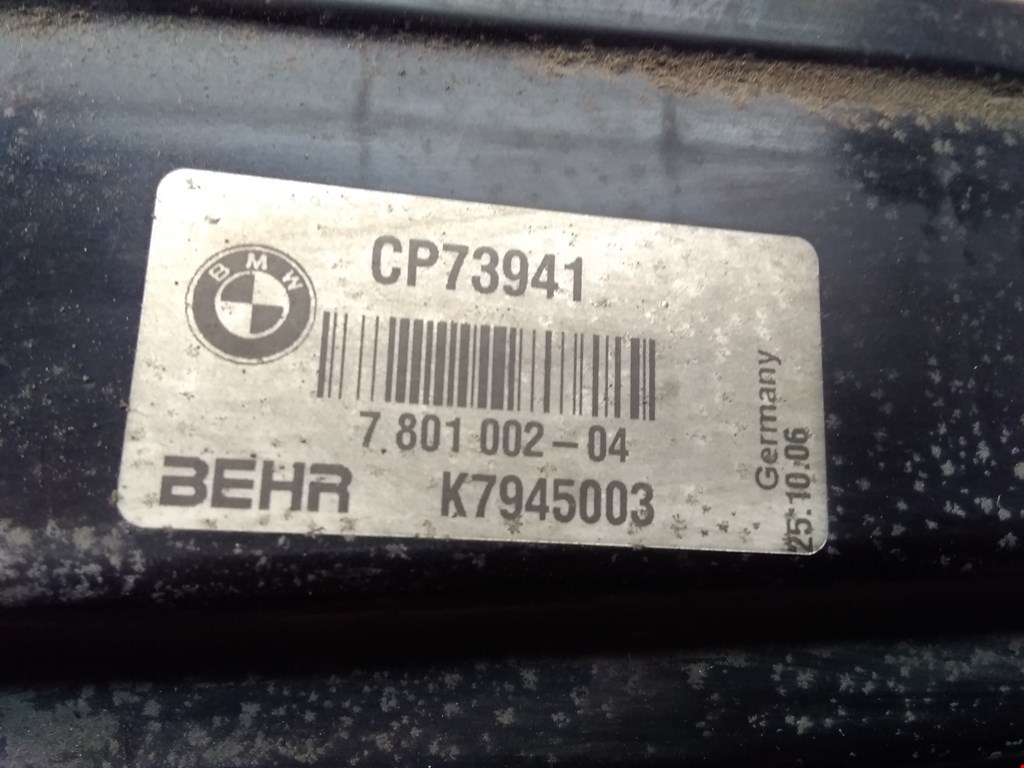 BMW
CP73941
7 801 002-04
BEHR
K7945003
Germany
25.10.06